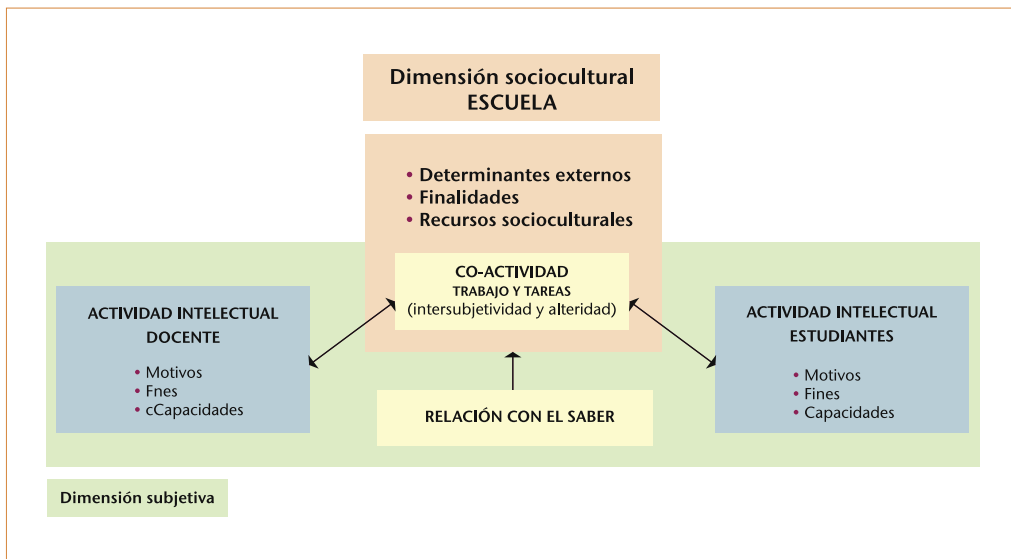 Dimensión sociocultural
ESCUELA
• Determinantes externos
• Finalidades
• Recursos socioculturales
CO-ACTIVIDAD
TRABAJO Y TAREAS
(intersubjetividad y alteridad)
ACTIVIDAD INTELECTUAL
DOCENTE
• Motivos
• Fnes
• cCapacidades
ACTIVIDAD INTELECTUAL
ESTUDIANTES
• Motivos
• Fines
• Capacidades
RELACIÓN CON EL SABER
Dimensión subjetiva